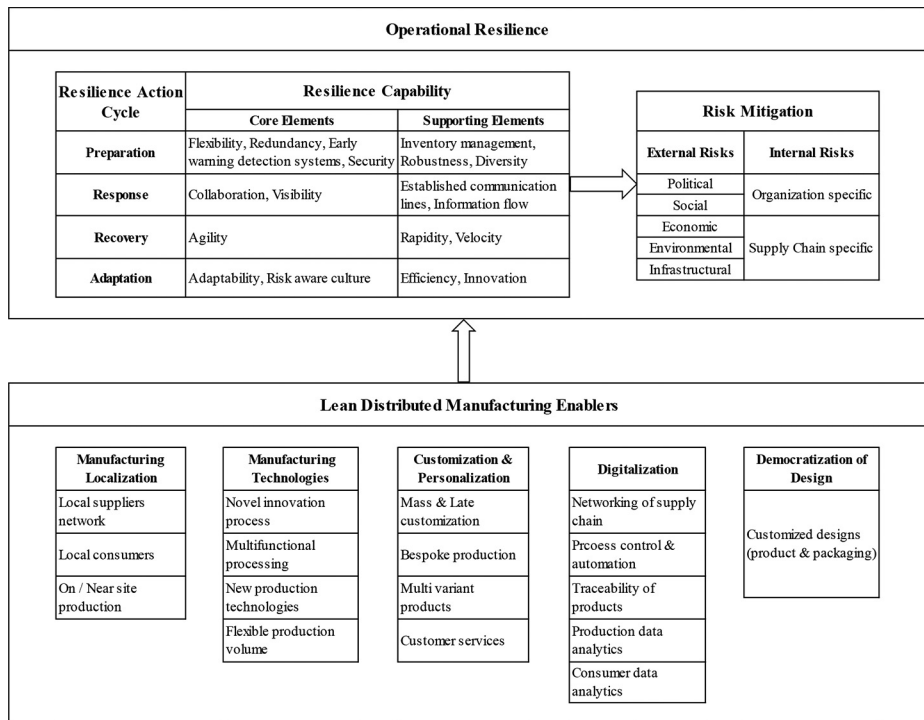 Operational Resilience
Resilience Action
Cycle
Resilience Capability
Core Elements
Supporting Elements
Preparation
Flexibility, Redundancy, Early
warning detection systems, Security
Inventory management,
Robustness, Diversity
Response
Collaboration, Visibility
Established communication
lines, Information flow
Recovery
Agility
Rapidity, Velocity
Adaptation
Adaptability, Risk aware culture
Efficiency, Innovation
Risk Mitigation
External Risks
Internal Risks
Political
Social
Economic
Environmental
Infrastructural
Organization specific
Supply Chain specific
Lean Distributed Manufacturing Enablers
Manufacturing
Localization
Local suppliers
network
Local consumers
On / Near site
production
Manufacturing
Technologies
Novel innovation
process
Multifunctional
processing
New production
technologies
Flexible production
volume
Customization &
Personalization
Mass & Late
customization
Bespoke production
Multi variant
products
Customer services
Digitalization
Networking of supply
chain
Prcoess control &
automation
Traceability of
products
Production data
analytics
Consumer data
analytics
Democratization of
Design
Customized designs
(product & packaging)